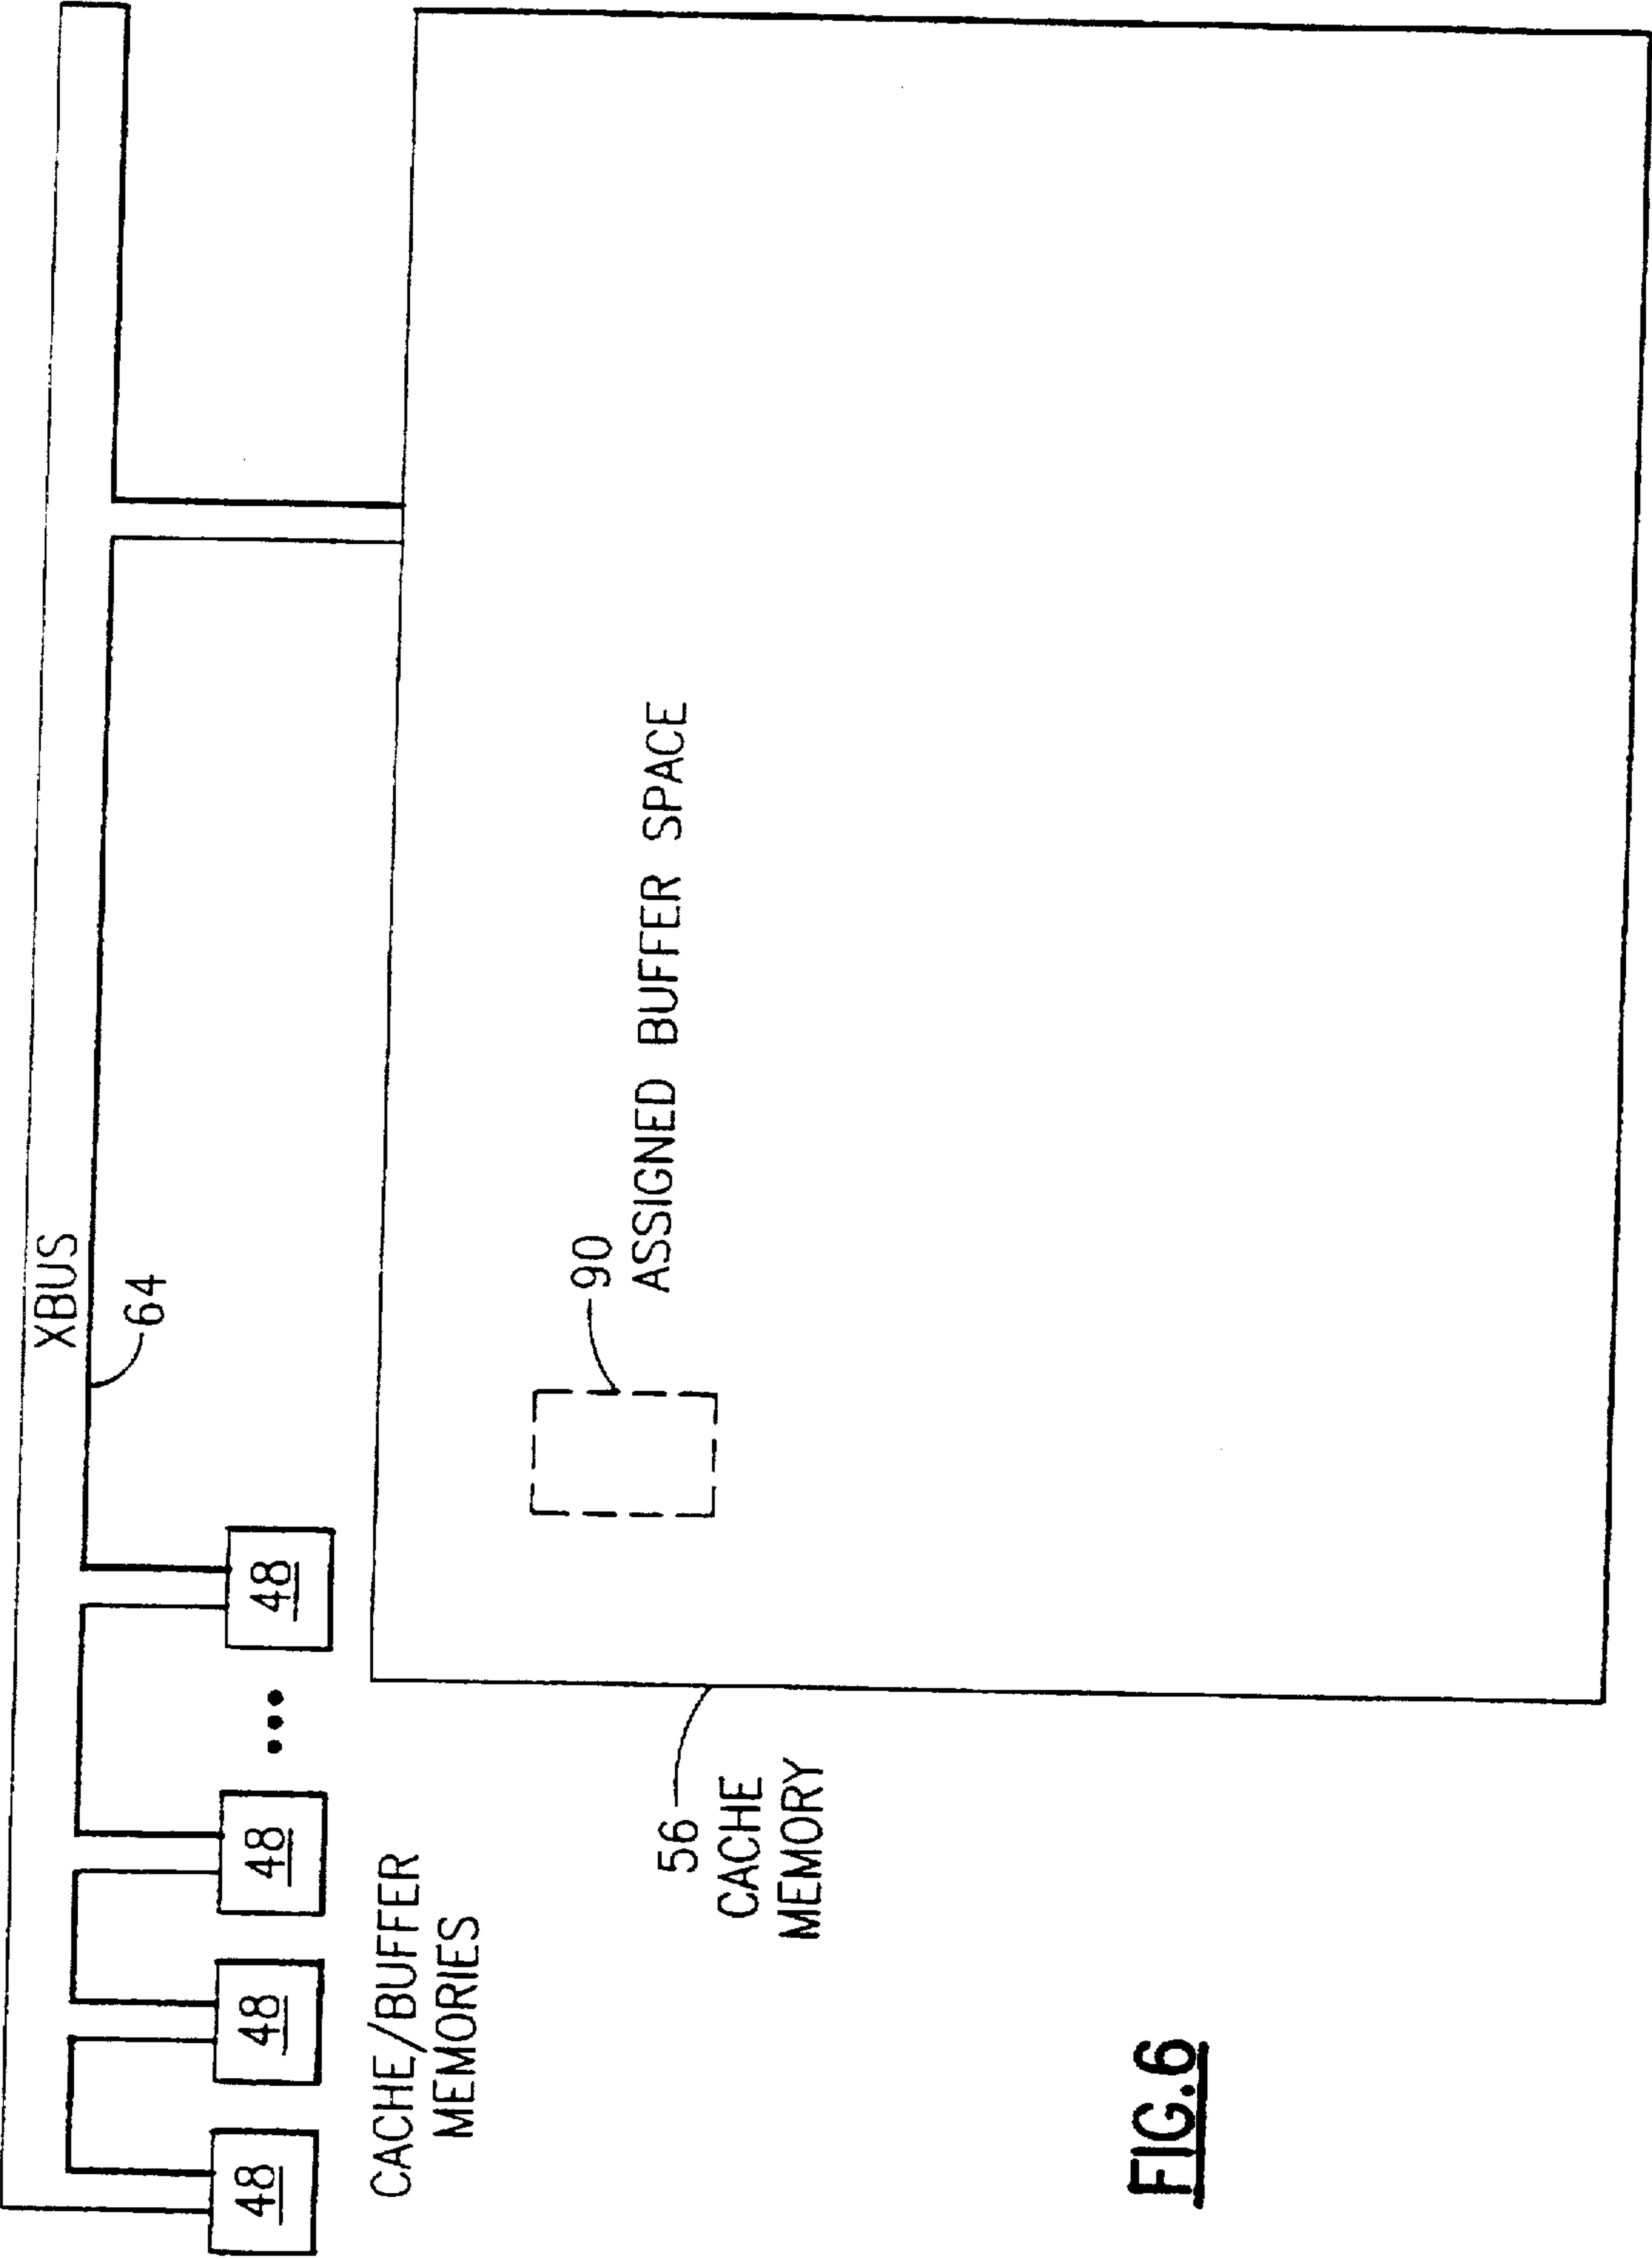 XBUS
64
48
48
48
48
CACHE/BUFFER
MEMORIES
90
ASSIGNED BUFFER SPACE
56
CACHE
MEMORY
FIG.6